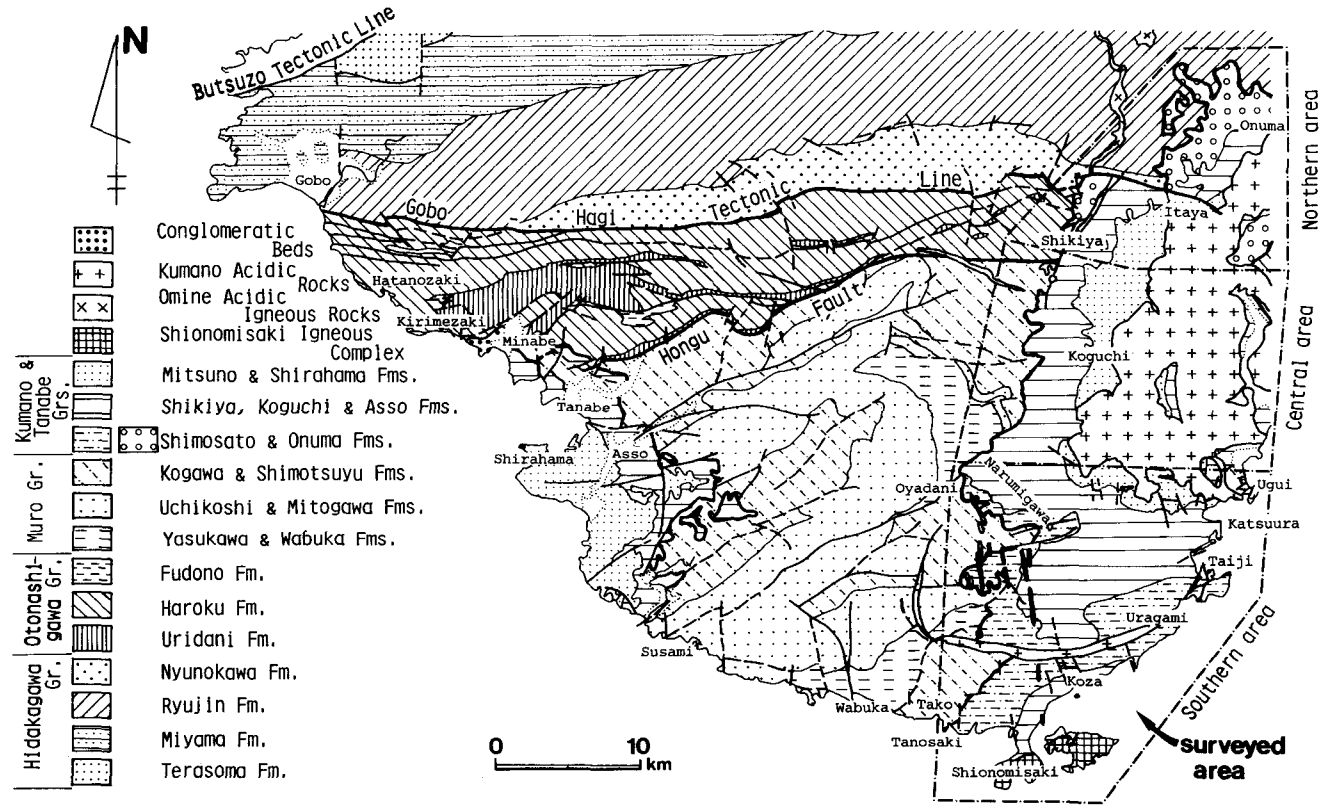 N
Butsuzo Tectonic Line
Gobo
Gobo
Hagi
Tectonic
Line
Hatanozaki
Kirimezaki
Minabe
Hongu
Fault
Tanabe
Shirahama
Asso
Susami
Oyadani
Narumigawa
Wabuka
Tako
Tanosaki
Shionomisaki
Koza
Uragami
Taiji
Katsuura
Ugui
Koguchi
Shikiya
Itaya
Onuma
Northern area
Central area
Southern area
surveyed
area
0
10
km
Conglomeratic
Beds
Kumano Acidic
Rocks
Omine Acidic
Igneous Rocks
Shionomisaki Igneous
Complex
Kumano &
Tanabe
Grs.
Mitsuno & Shirahama Fms.
Shikiya, Koguchi & Asso Fms.
Shimosato & Onuma Fms.
Muro Gr.
Kogawa & Shimotsuyu Fms.
Uchikoshi & Mitogawa Fms.
Yasukawa & Wabuka Fms.
Otonashi-
gawa Gr.
Fudono Fm.
Haroku Fm.
Uridani Fm.
Hidakagawa
Gr.
Nyunokawa Fm.
Ryujin Fm.
Miyama Fm.
Terasoma Fm.